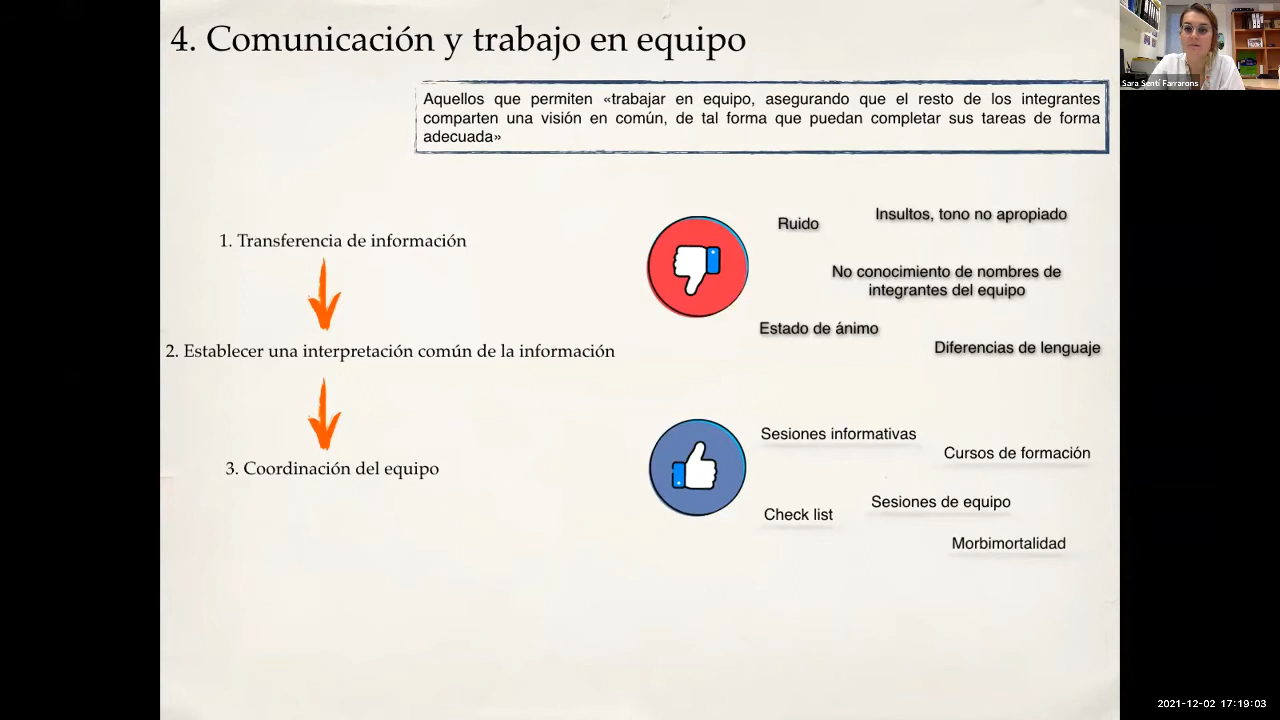 4. Comunicación y trabajo en equipo
Sara Sentí Farrarons
Aquellos que permiten «trabajar en equipo, asegurando que el resto de los integrantes
comparten una visión en común, de tal forma que puedan completar sus tareas de forma
adecuada»
1. Transferencia de información
2. Establecer una interpretación común de la información
3. Coordinación del equipo
Ruido
Insultos, tono no apropiado
No conocimiento de nombres de
integrantes del equipo
Estado de ánimo
Diferencias de lenguaje
Sesiones informativas
Cursos de formación
Sesiones de equipo
Check list
Morbimortalidad
2021-12-02 17:19:03